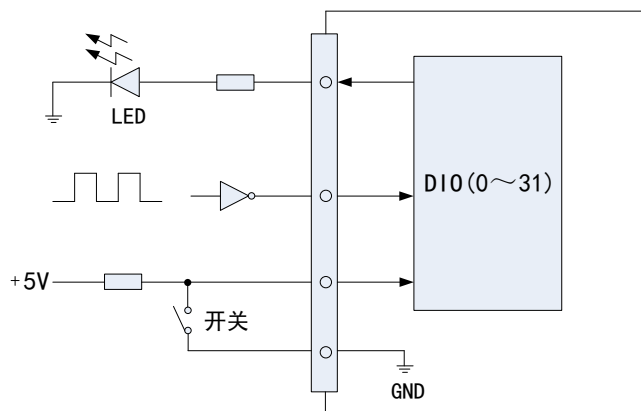 LED
DIO(0～31)
+5V
开关
GND